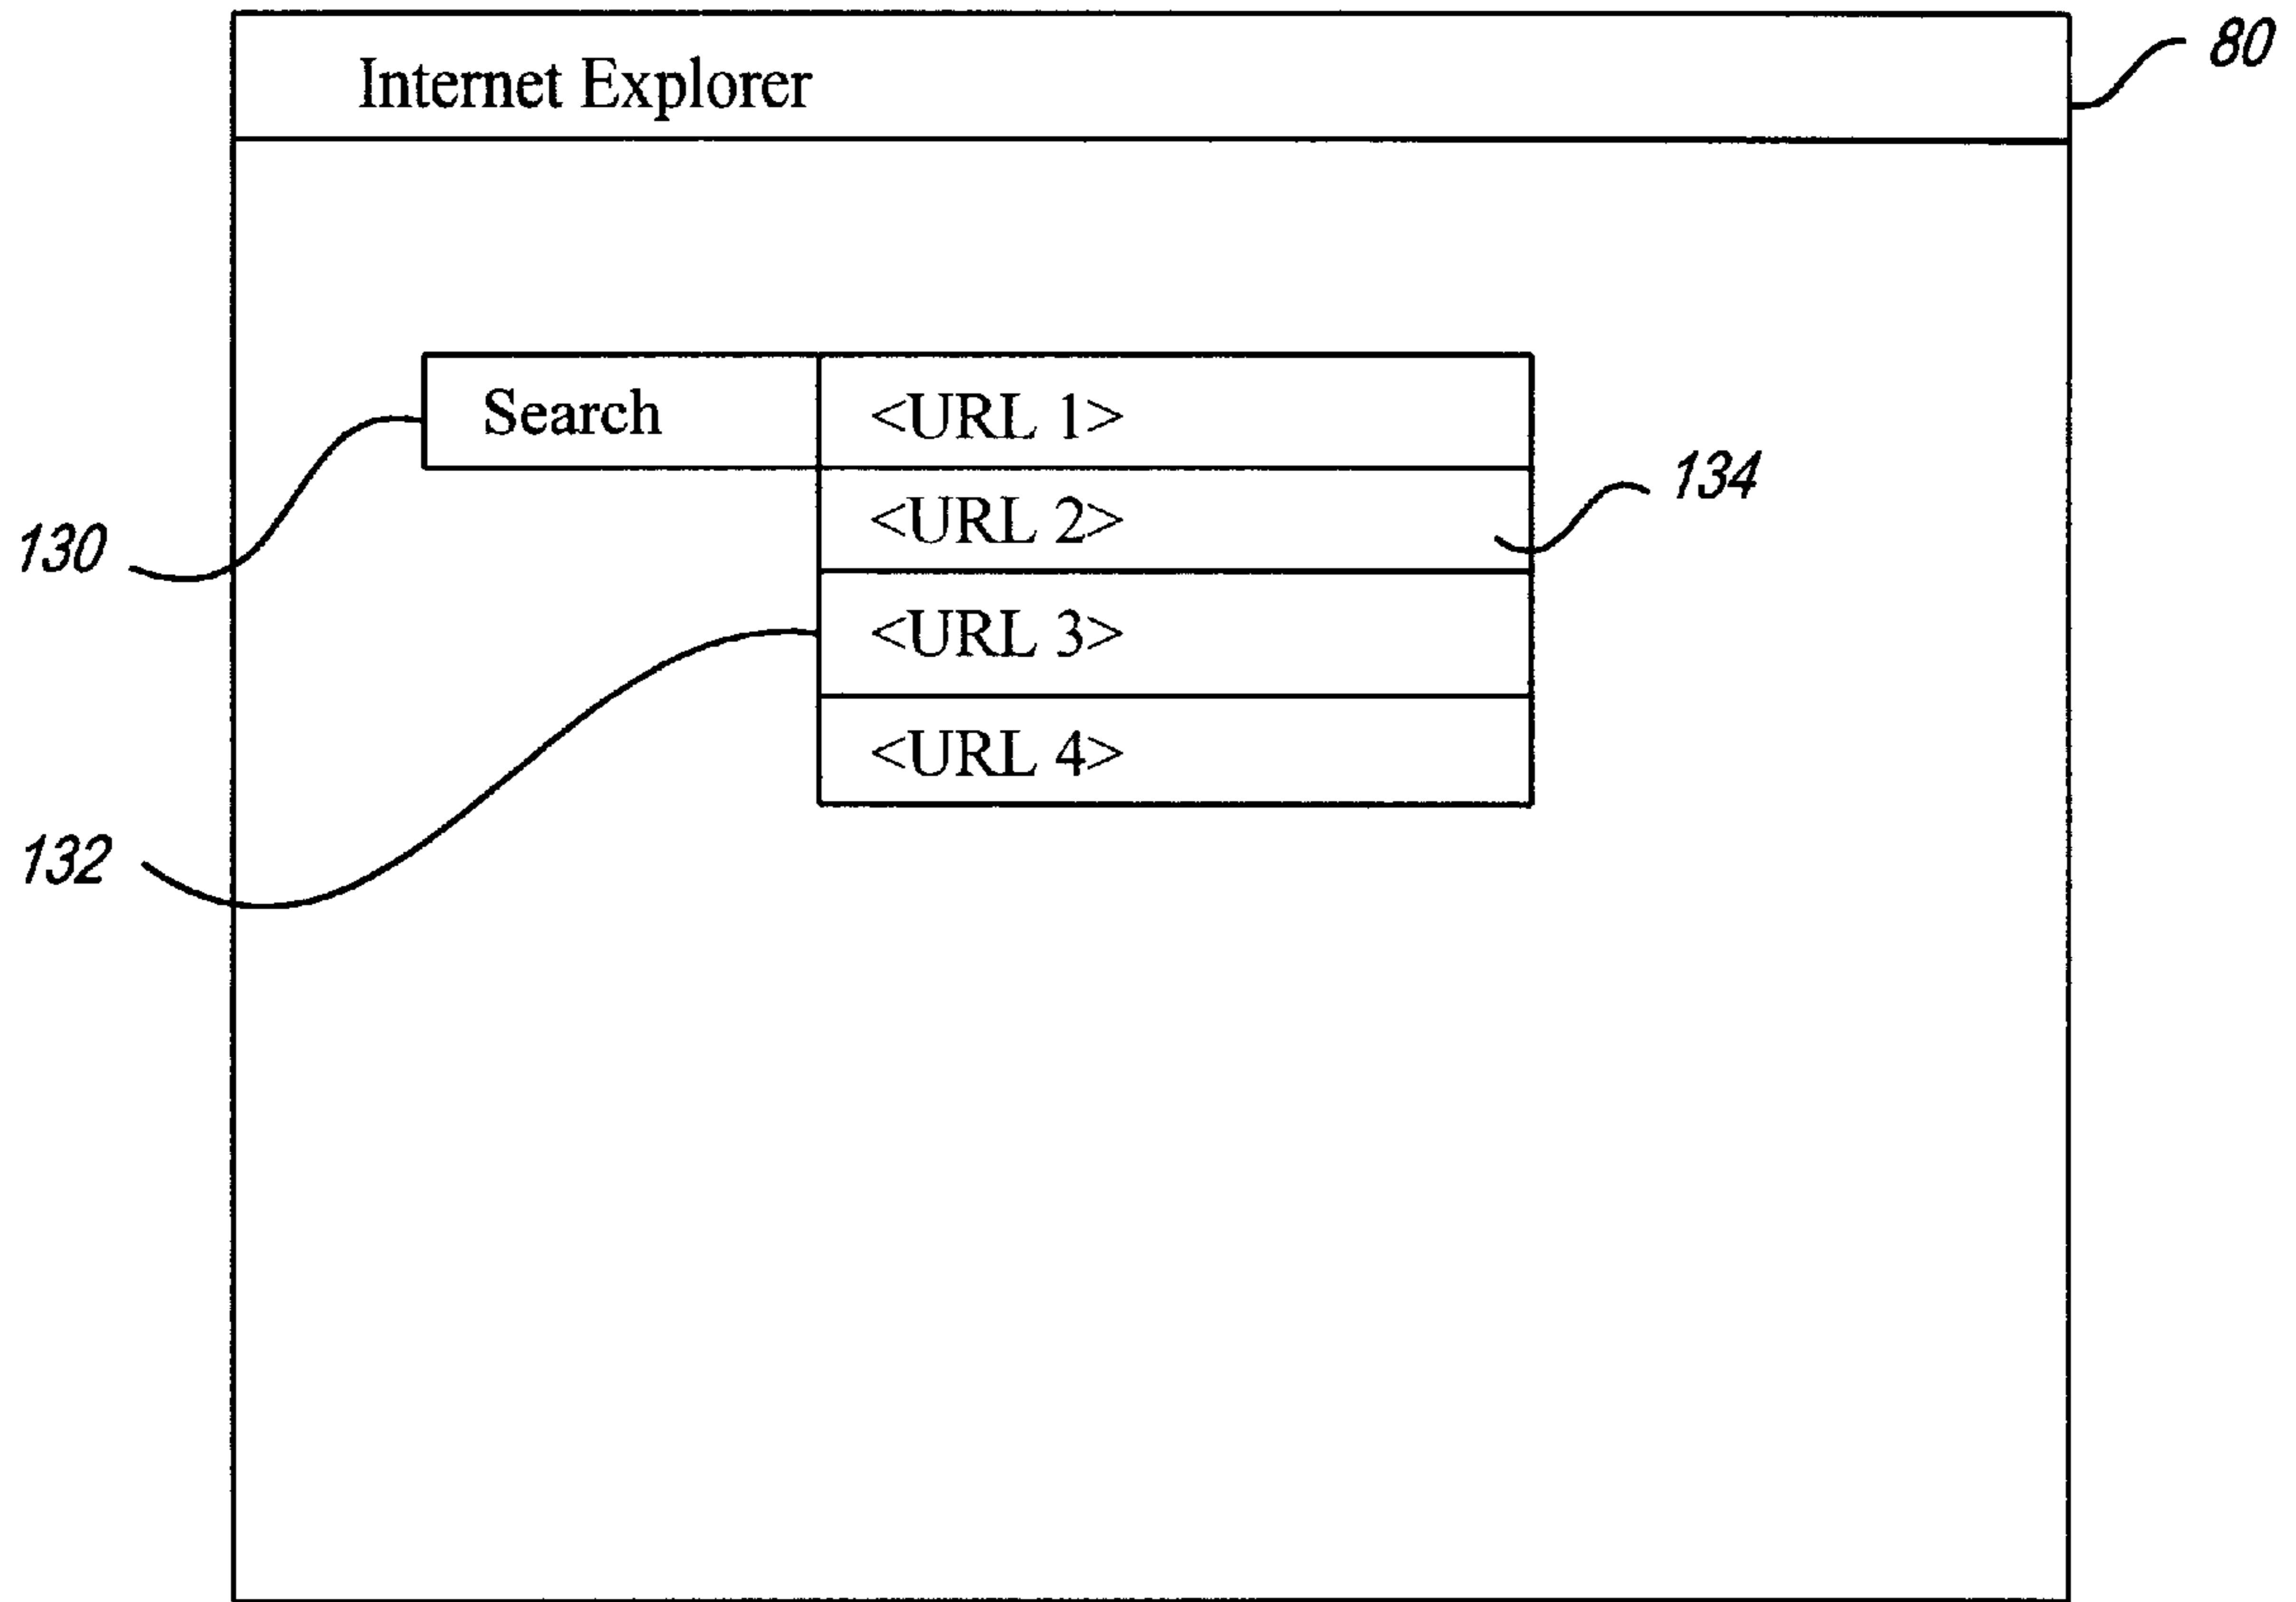 80
Internet Explorer
Search <URL 1>
134
<URL 2>
130
<URL 3>
<URL 4>
132